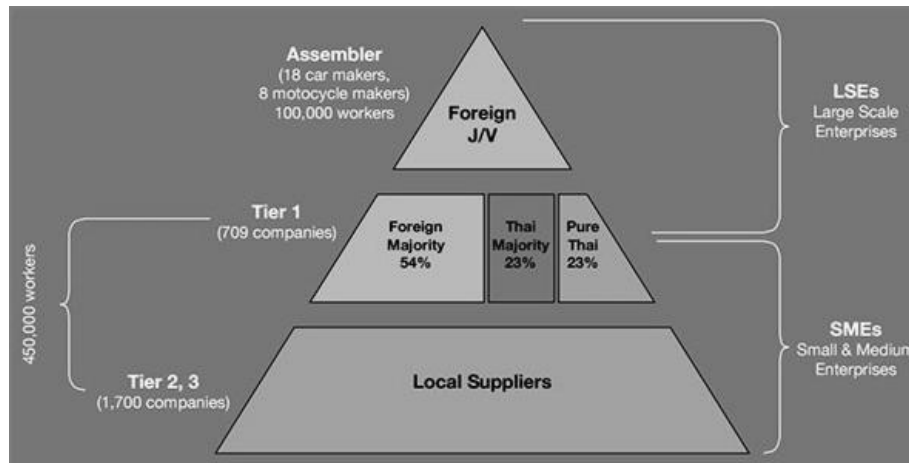 Assembler
(18 car makers,
8 motocycle makers)
100,000 workers
Foreign
J/V
LSEs
Large Scale
Enterprises
Tier 1
(709 companies)
Foreign
Majority
54%
Thai
Majority
23%
Pure
Thai
23%
450,000 workers
SMEs
Small & Medium
Enterprises
Tier 2, 3
(1,700 companies)
Local Suppliers